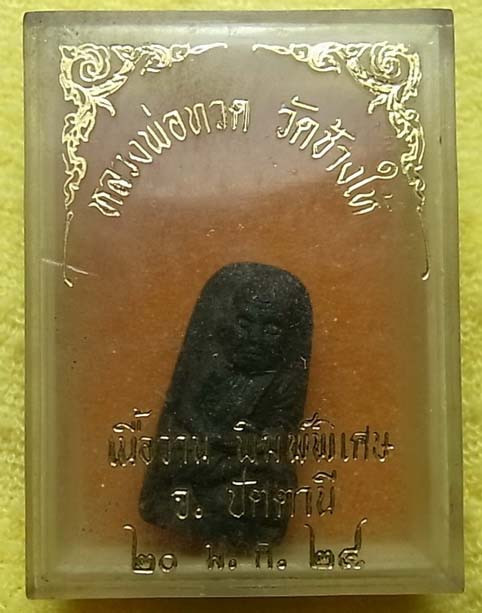 หลวงพ่อทวด วัดช้างให้
เนื้อว่าน พิมพ์พิเศษ
จ. ปัตตานี
๒๐ ม.ค. ๒๕